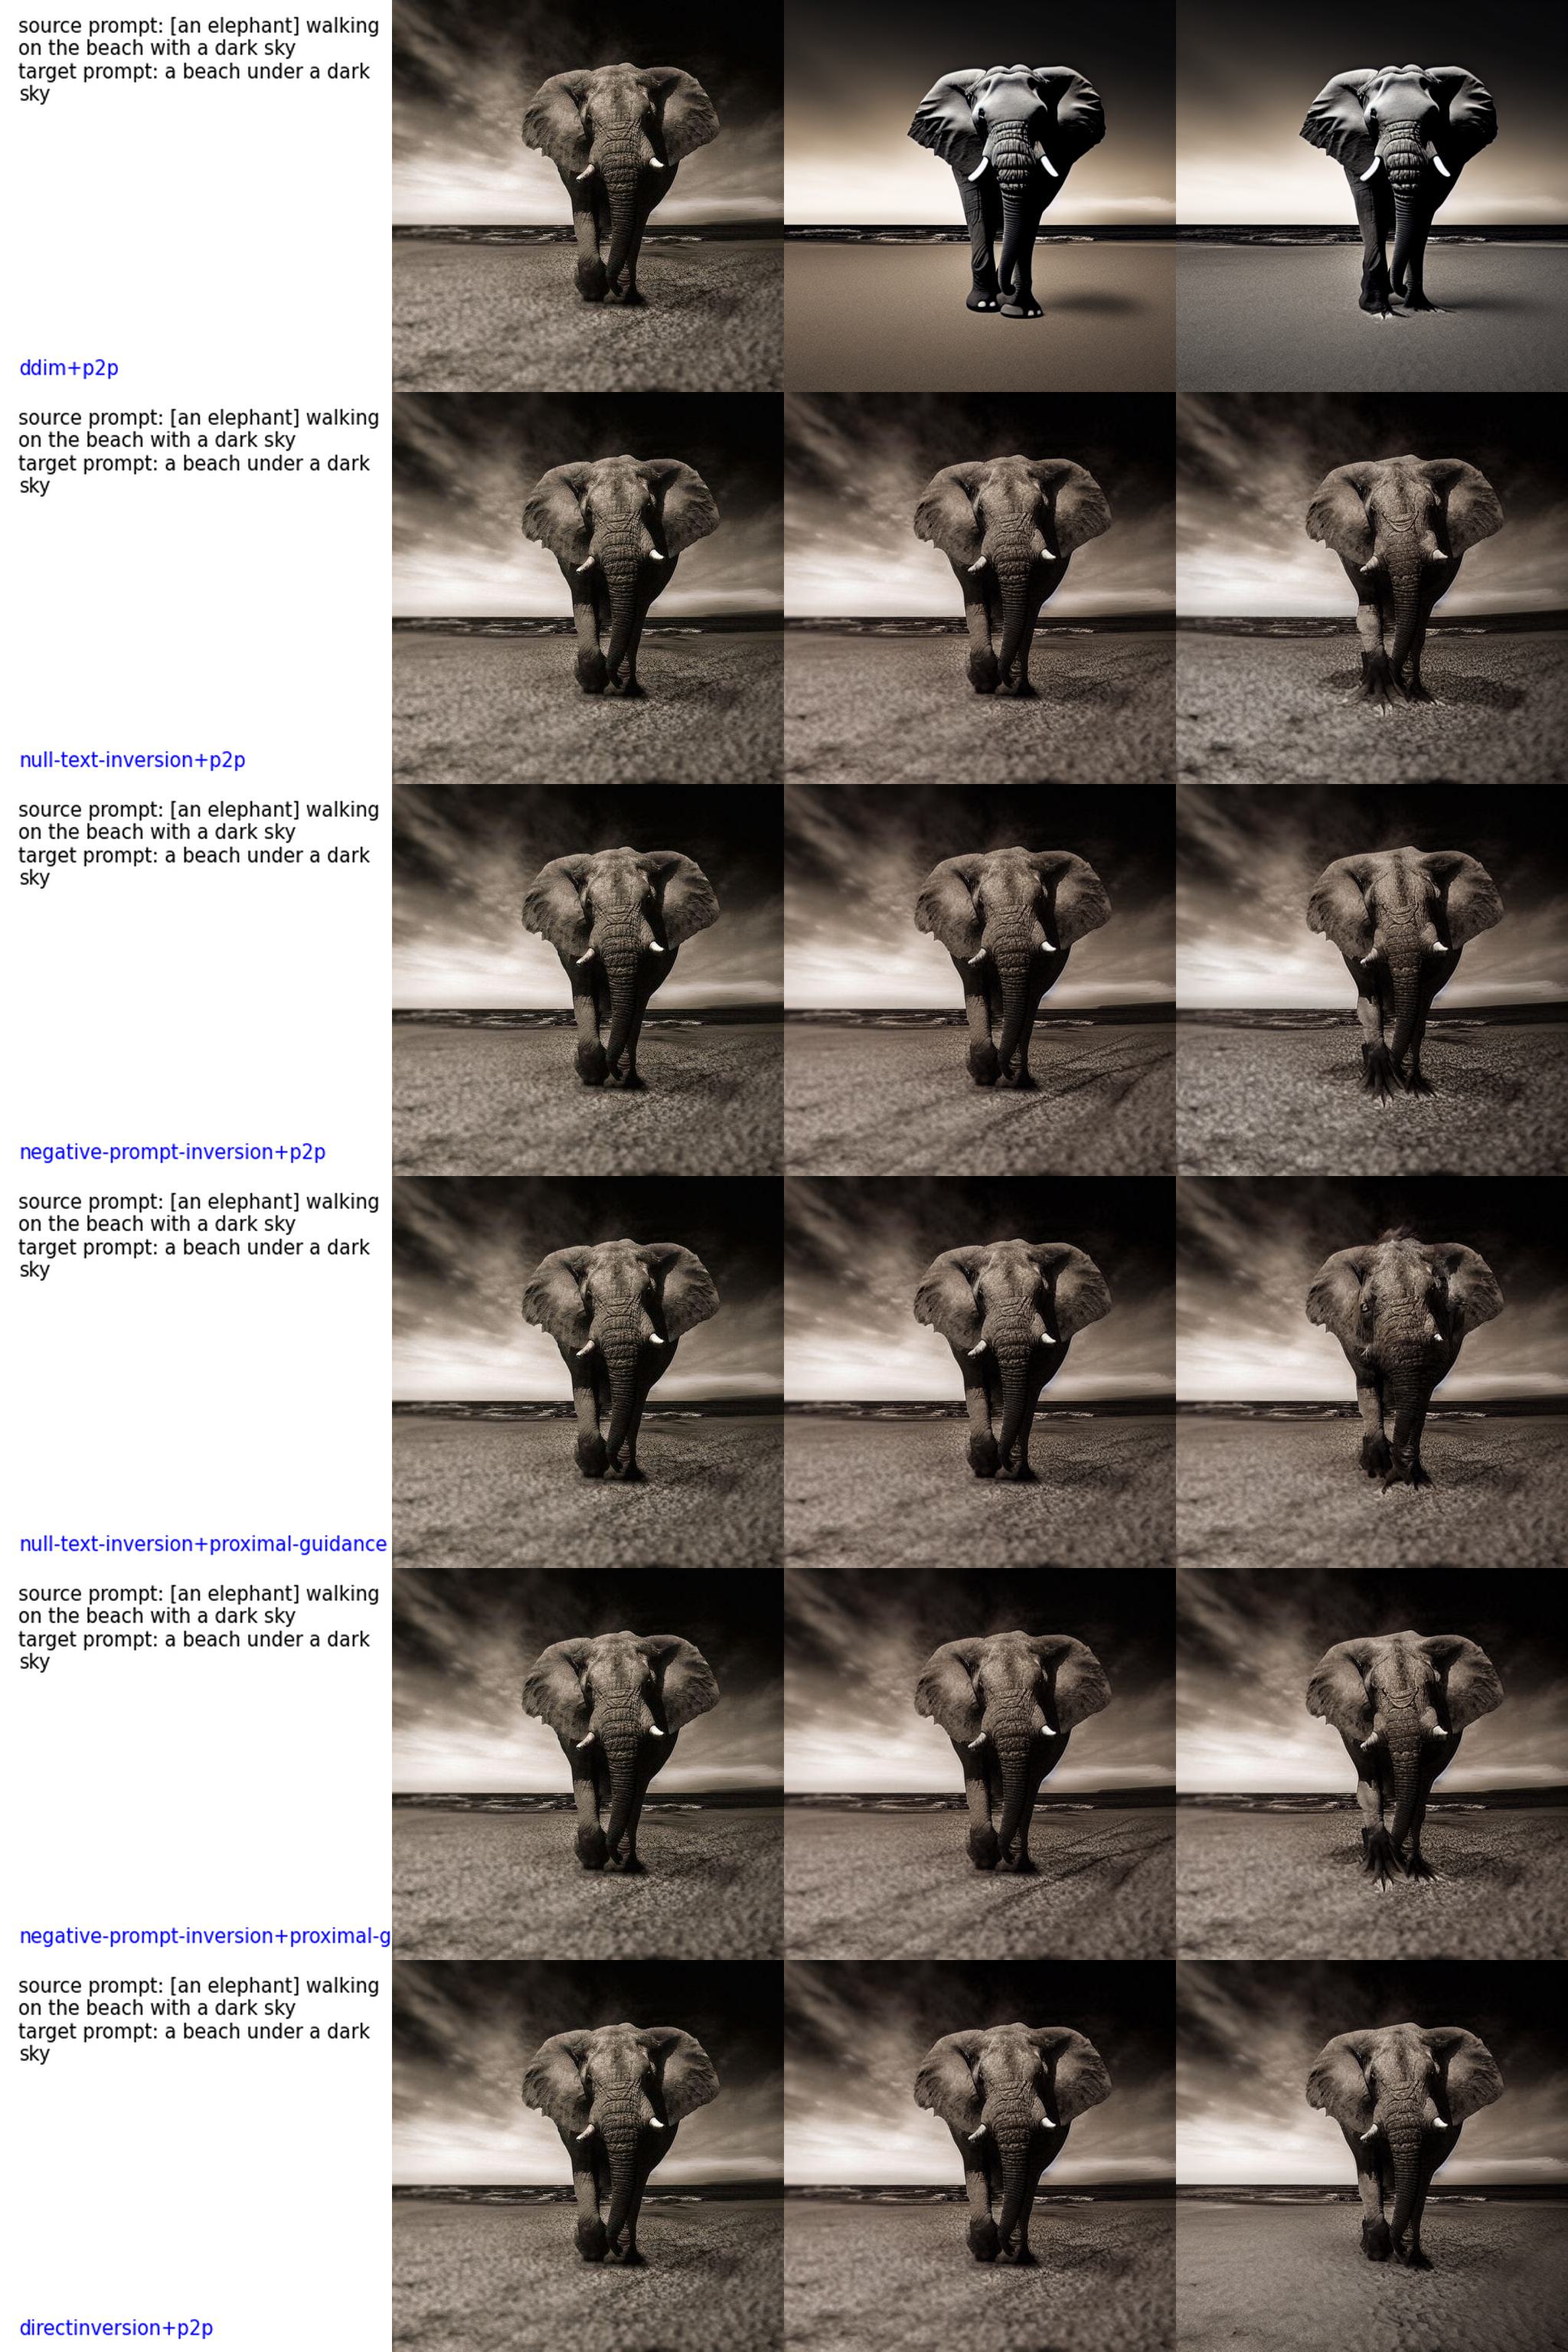 source prompt: [an elephant] walking
on the beach with a dark sky
target prompt: a beach under a dark
sky
ddim+p2p
source prompt: [an elephant] walking
on the beach with a dark sky
target prompt: a beach under a dark
sky
null-text-inversion+p2p
source prompt: [an elephant] walking
on the beach with a dark sky
target prompt: a beach under a dark
sky
negative-prompt-inversion+p2p
source prompt: [an elephant] walking
on the beach with a dark sky
target prompt: a beach under a dark
sky
null-text-inversion+proximal-guidance
source prompt: [an elephant] walking
on the beach with a dark sky
target prompt: a beach under a dark
sky
negative-prompt-inversion+proximal-g
source prompt: [an elephant] walking
on the beach with a dark sky
target prompt: a beach under a dark
sky
directinversion+p2p